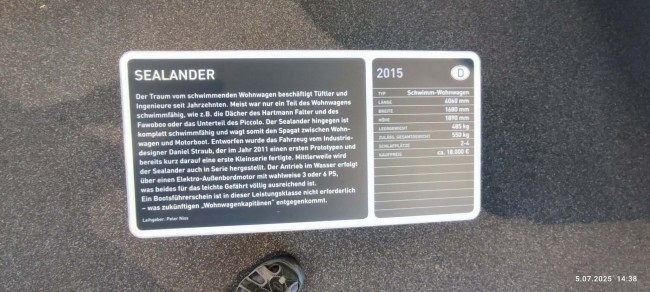 SEALANDER
Der Traum vom schwimmenden Wohnwagen beschäftigt Tüftler und
Ingenieure seit Jahrzehnten. Meist war nur ein Teil des Wohnwagens
schwimmfähig, wie z.B. die Dächer des Hartmann Falter und des
Fawoboo oder das Unterteil des Piccolo. Der Sealander hingegen ist
komplett schwimmfähig und wagt somit den Spagat zwischen Wohn-
wagen und Motorboot. Entworfen wurde das Fahrzeug vom Industrie-
designer Daniel Straub, der im Jahr 2011 einen ersten Prototypen und
bereits kurz darauf eine erste Kleinserie fertigte. Mittlerweile wird
der Sealander auch in Serie hergestellt. Der Antrieb im Wasser erfolgt
über einen Elektro-Außenbordmotor mit wahlweise 3 oder 6 PS,
was beides für das leichte Gefährt völlig ausreichend ist.
Ein Bootsführerschein ist in dieser Leistungsklasse nicht erforderlich
– was zukünftigen „Wohnwagenkapitänen“ entgegenkommt.
Leihgeber: Peter
2015 D
TYP Schwimm-Wohnwagen
LÄNGE 4060 mm
BREITE 1680 mm
HÖHE 1890 mm
LEERGEWICHT 485 kg
ZULÄSS. GESAMTGEWICHT 550 kg
SCHLAFPLÄTZE 2-4
KAUFPREIS ca. 18.000 €
5.07.2025 14:38